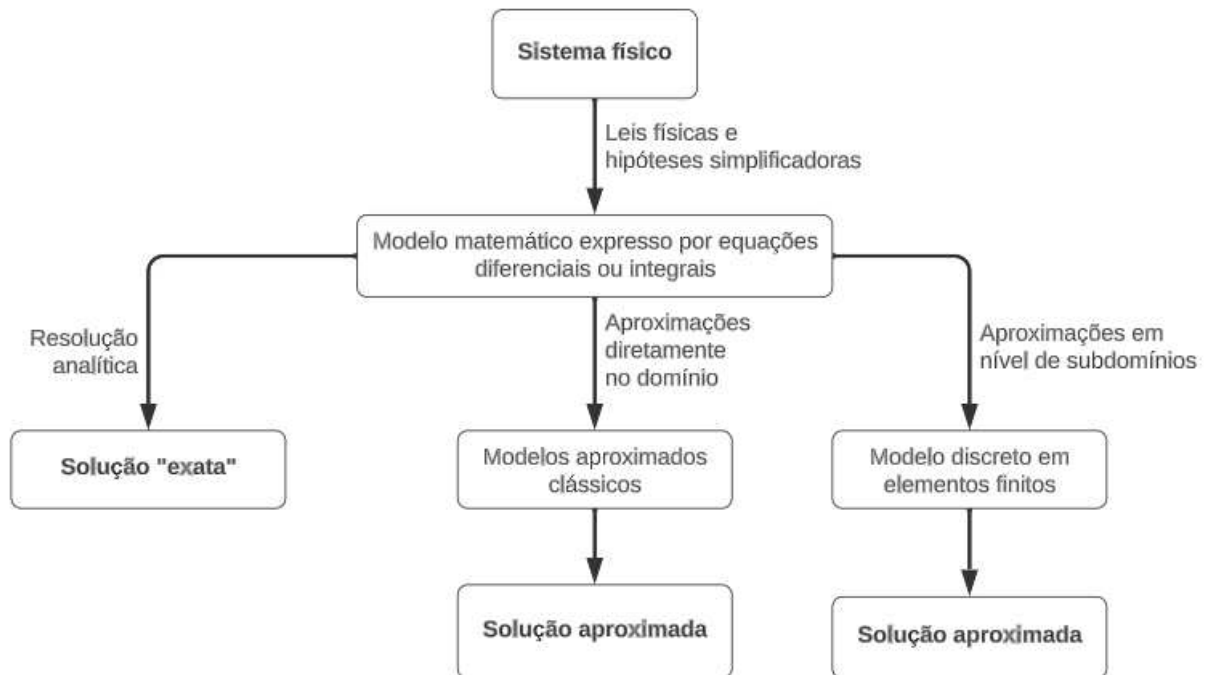 Sistema físico
Leis físicas e
hipóteses simplificadoras
Modelo matemático expresso por equações
diferenciais ou integrais
Resolução
analítica
Aproximações
diretamente
no domínio
Aproximações em
nível de subdomínios
Solução "exata"
Modelos aproximados
clássicos
Modelo discreto em
elementos finitos
Solução aproximada
Solução aproximada